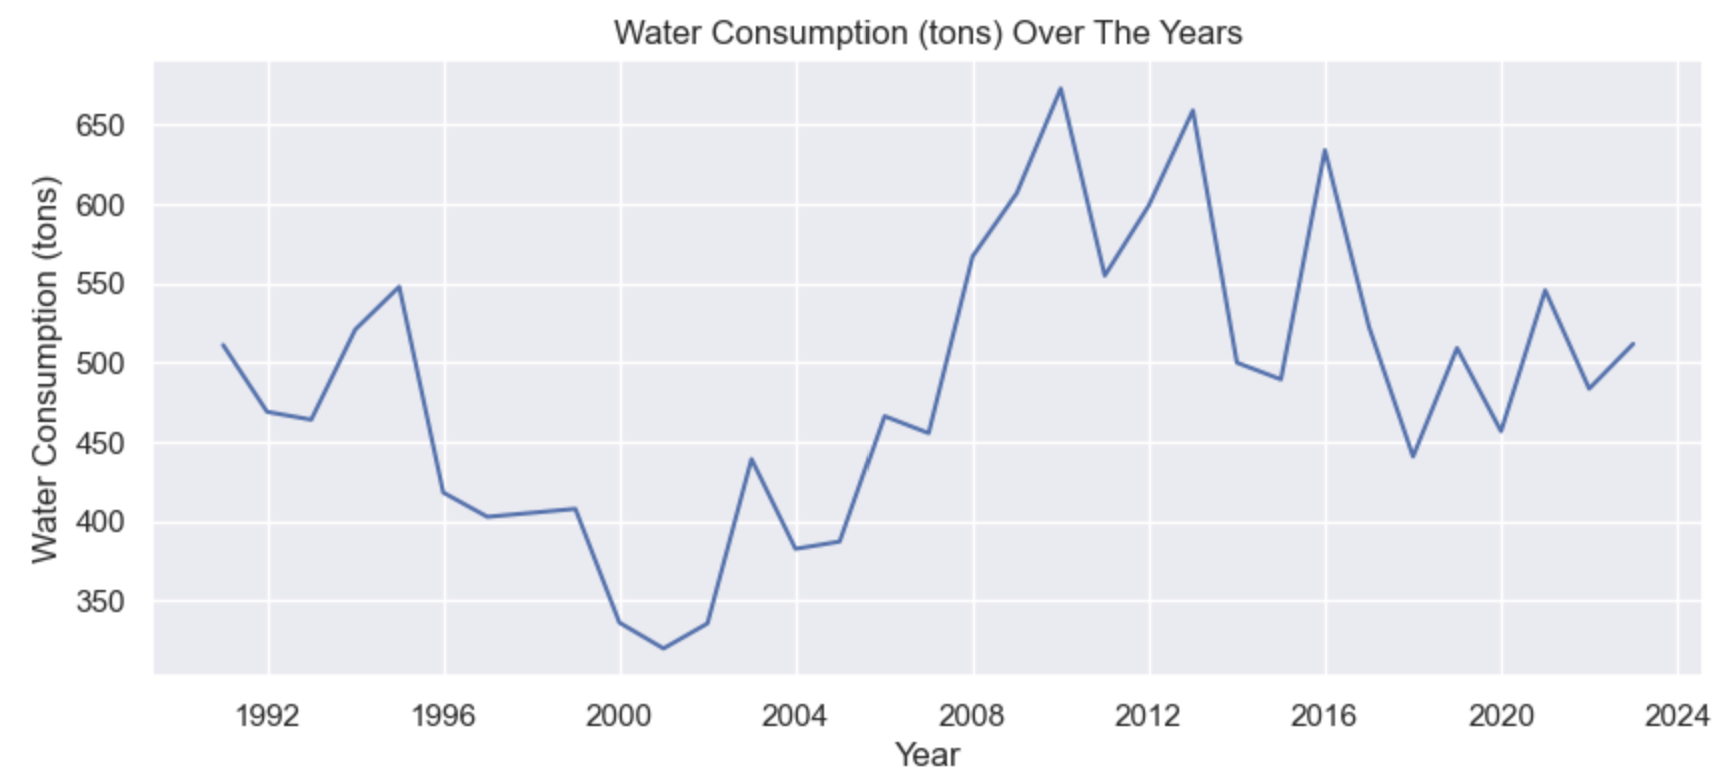 Water Consumption (tons) Over The Years
Water Consumption (tons)
650
600
550
500
450
400
350
1992 1996 2000 2004 2008 2012 2016 2020 2024
Year